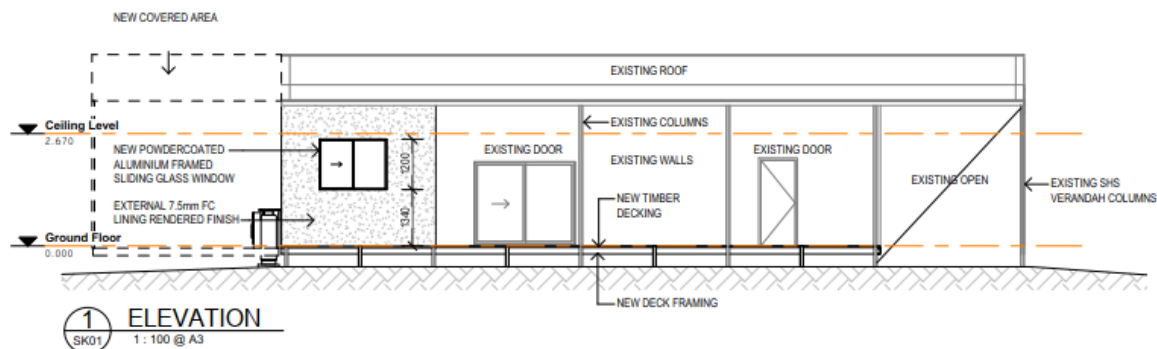 NEW COVERED AREA
EXISTING ROOF
Ceiling Level
2.670
EXISTING COLUMNS
NEW POWDERCOATED
ALUMINIUM FRAMED
SLIDING GLASS WINDOW
1200
EXISTING DOOR
EXISTING WALLS
EXISTING DOOR
EXISTING OPEN
EXISTING SHS
VERANDAH COLUMNS
EXTERNAL 7.5mm FC
LINING RENDERED FINISH
1340
NEW TIMBER
DECKING
Ground Floor
0.000
NEW DECK FRAMING
1
SK01
ELEVATION
1 : 100 @ A3